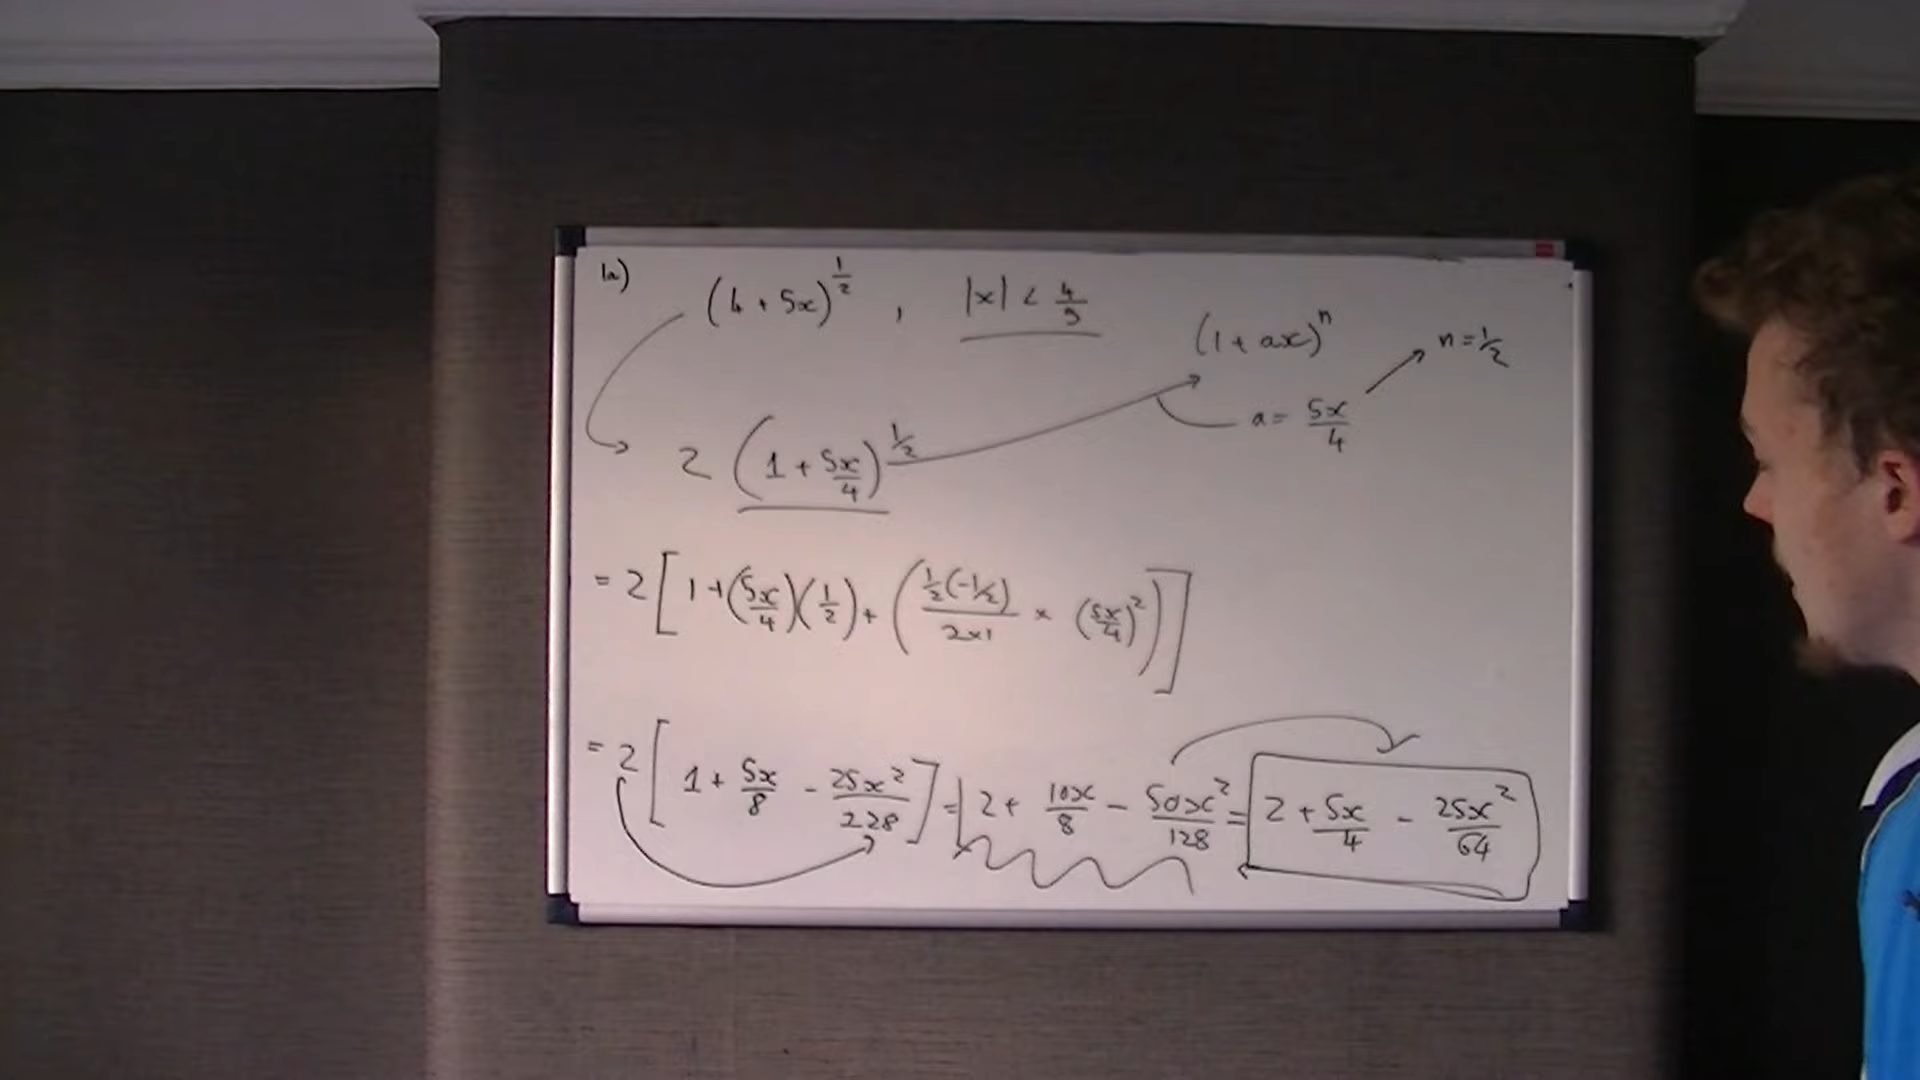 1a) (4 + 5x)^{1/2} , |x| < 4/5
(1 + ax)^n n = 1/2
a = 5x/4
2 (1 + 5x/4)^{1/2}
= 2 [1 + (5x/4)(1/2) + (1/2(-1/2)/2×1 × (5x/4)^2)]
= 2 [1 + 5x/8 - 25x^2/228] = 2 + 10x/8 - 50x^2/128 = 2 + 5x/4 - 25x^2/64